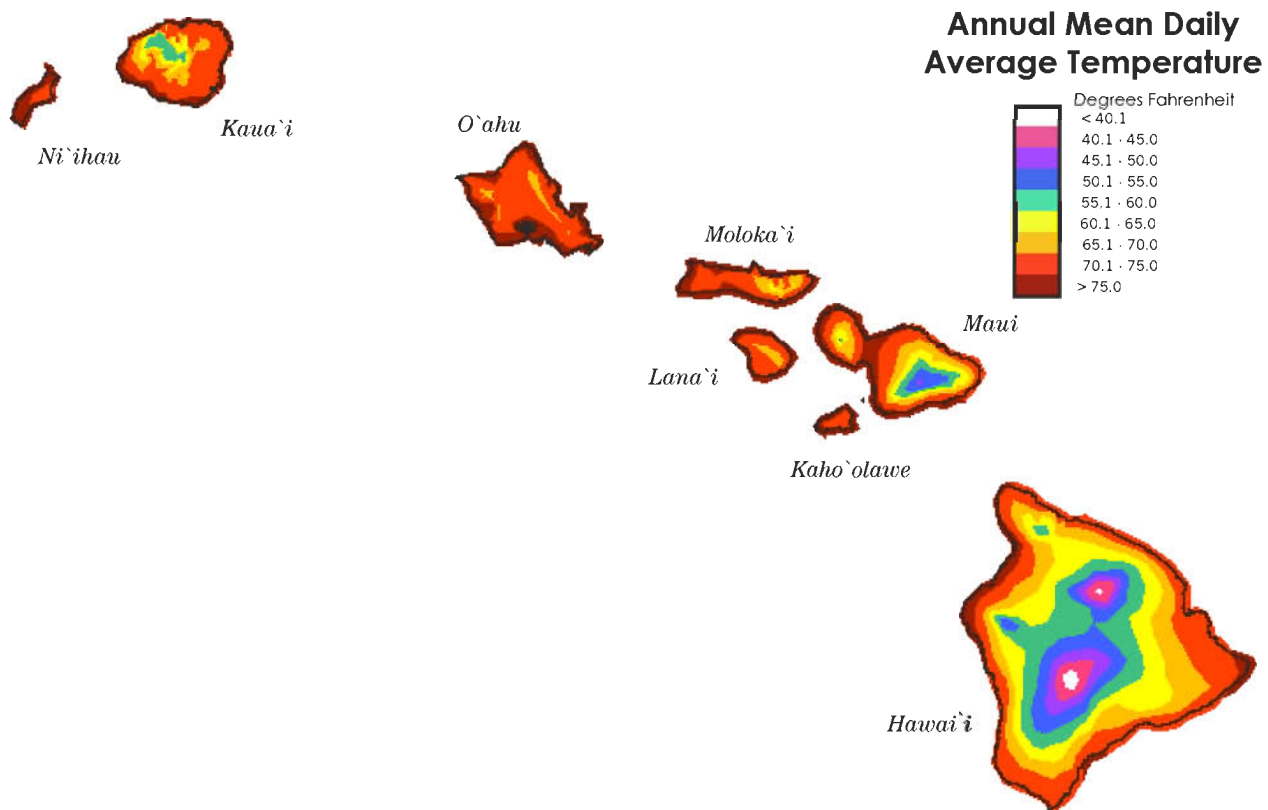 Annual Mean Daily
Average Temperature
Degrees Fahrenheit
< 40.1
40.1 · 45.0
45.1 · 50.0
50.1 · 55.0
55.1 · 60.0
60.1 · 65.0
65.1 · 70.0
70.1 · 75.0
> 75.0
Ni`ihau
Kaua`i
O`ahu
Moloka`i
Lana`i
Maui
Kaho`olawe
Hawai`i